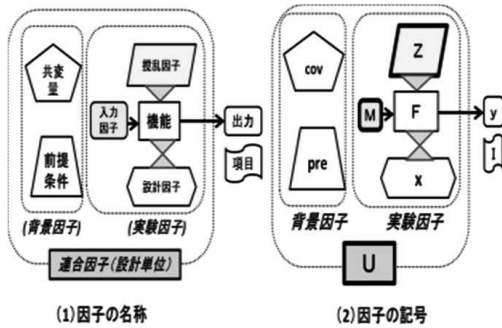 共変
量
撹乱因子
入力
因子
機能
出力
前提
条件
項目
設計因子
(背景因子)
(実験因子)
連合因子(設計単位)
(1)因子の名称
cov
Z
M
F
y
pre
x
I
背景因子
実験因子
U
(2)因子の記号